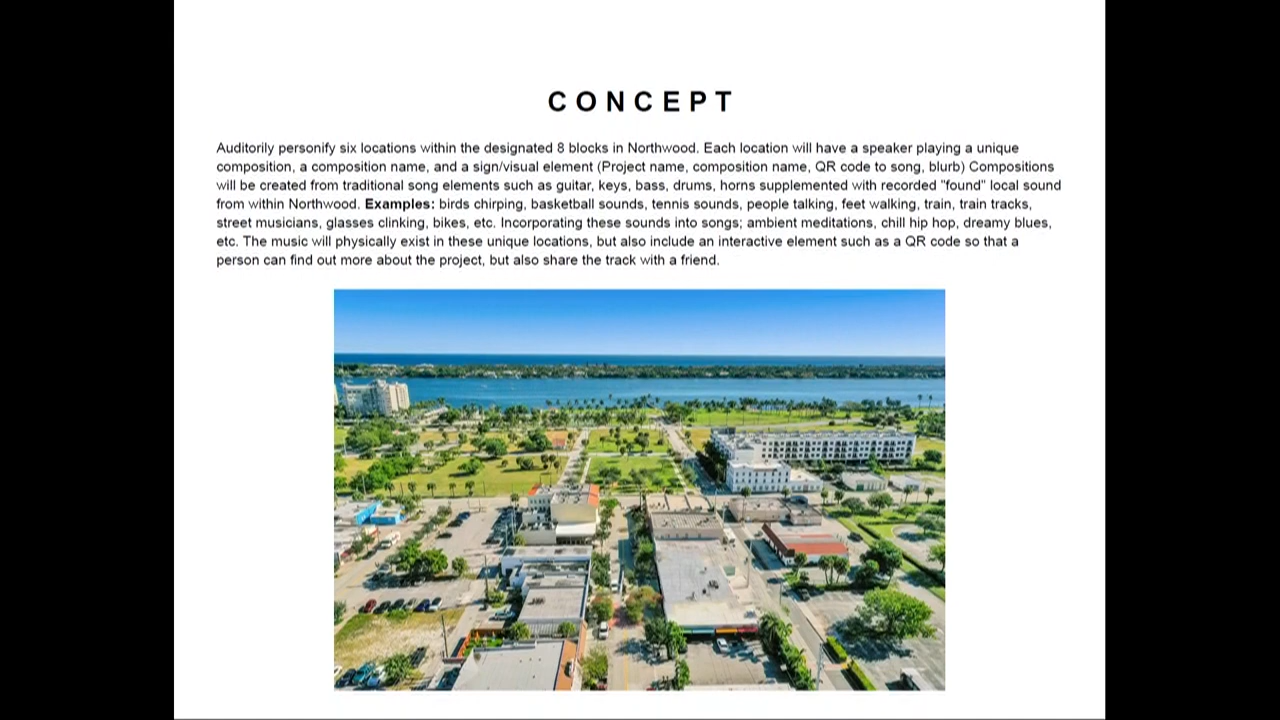 CONCEPT
Auditorily personify six locations within the designated 8 blocks in Northwood. Each location will have a speaker playing a unique
composition, a composition name, and a sign/visual element (Project name, composition name, QR code to song, blurb) Compositions
will be created from traditional song elements such as guitar, keys, bass, drums, horns supplemented with recorded "found" local sound
from within Northwood. Examples: birds chirping, basketball sounds, tennis sounds, people talking, feet walking, train, train tracks,
street musicians, glasses clinking, bikes, etc. Incorporating these sounds into songs; ambient meditations, chill hip hop, dreamy blues,
etc. The music will physically exist in these unique locations, but also include an interactive element such as a QR code so that a
person can find out more about the project, but also share the track with a friend.